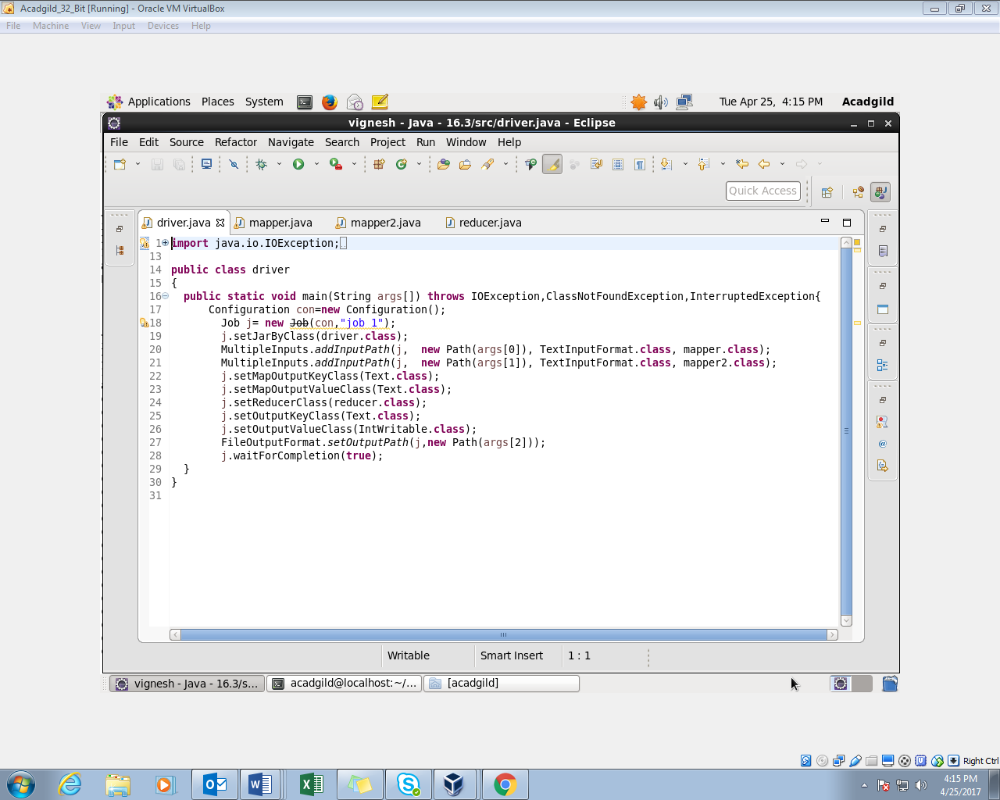 Acadgild_32_Bit [Running] - Oracle VM VirtualBox
File Machine View Input Devices Help
Applications Places System Tue Apr 25, 4:15 PM Acadgild
vignesh - Java - 16.3/src/driver.java - Eclipse
File Edit Source Refactor Navigate Search Project Run Window Help
Quick Access
driver.java mapper.java mapper2.java reducer.java
1 import java.io.IOException;
13
14 public class driver
15 {
16 public static void main(String args[]) throws IOException,ClassNotFoundException,InterruptedException{
17 Configuration con=new Configuration();
18 Job j= new Job(con,"job 1");
19 j.setJarByClass(driver.class);
20 MultipleInputs.addInputPath(j, new Path(args[0]), TextInputFormat.class, mapper.class);
21 MultipleInputs.addInputPath(j, new Path(args[1]), TextInputFormat.class, mapper2.class);
22 j.setMapOutputKeyClass(Text.class);
23 j.setMapOutputValueClass(Text.class);
24 j.setReducerClass(reducer.class);
25 j.setOutputKeyClass(Text.class);
26 j.setOutputValueClass(IntWritable.class);
27 FileOutputFormat.setOutputPath(j,new Path(args[2]));
28 j.waitForCompletion(true);
29 }
30 }
31
Writable Smart Insert 1 : 1
vignesh - Java - 16.3/s... acadgild@localhost:~/... [acadgild]
Right Ctrl
4:15 PM
4/25/2017